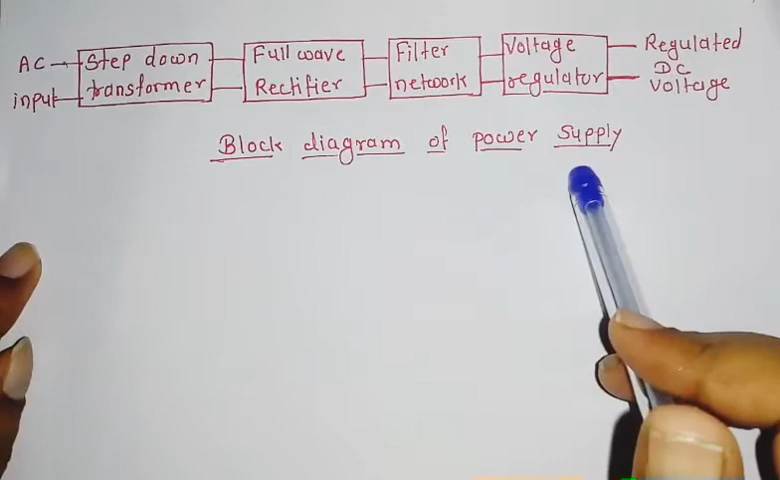 AC
input
Step down
transformer
Full wave
Rectifier
Filter
network
Voltage
regulator
Regulated
DC
voltage
Block diagram of power Supply